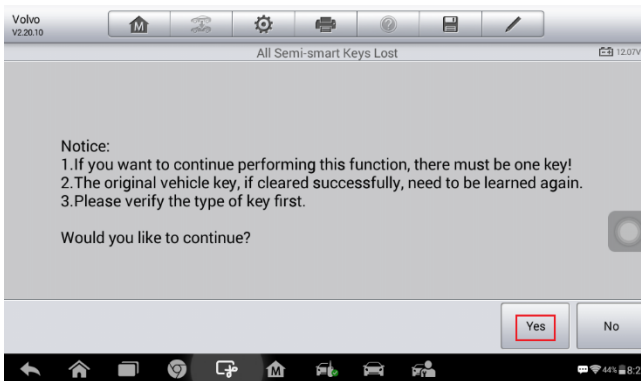 Volvo
V2.20.10
All Semi-smart Keys Lost
12.07V
Notice:
1.If you want to continue performing this function, there must be one key!
2.The original vehicle key, if cleared successfully, need to be learned again.
3.Please verify the type of key first.
Would you like to continue?
Yes
No
44%